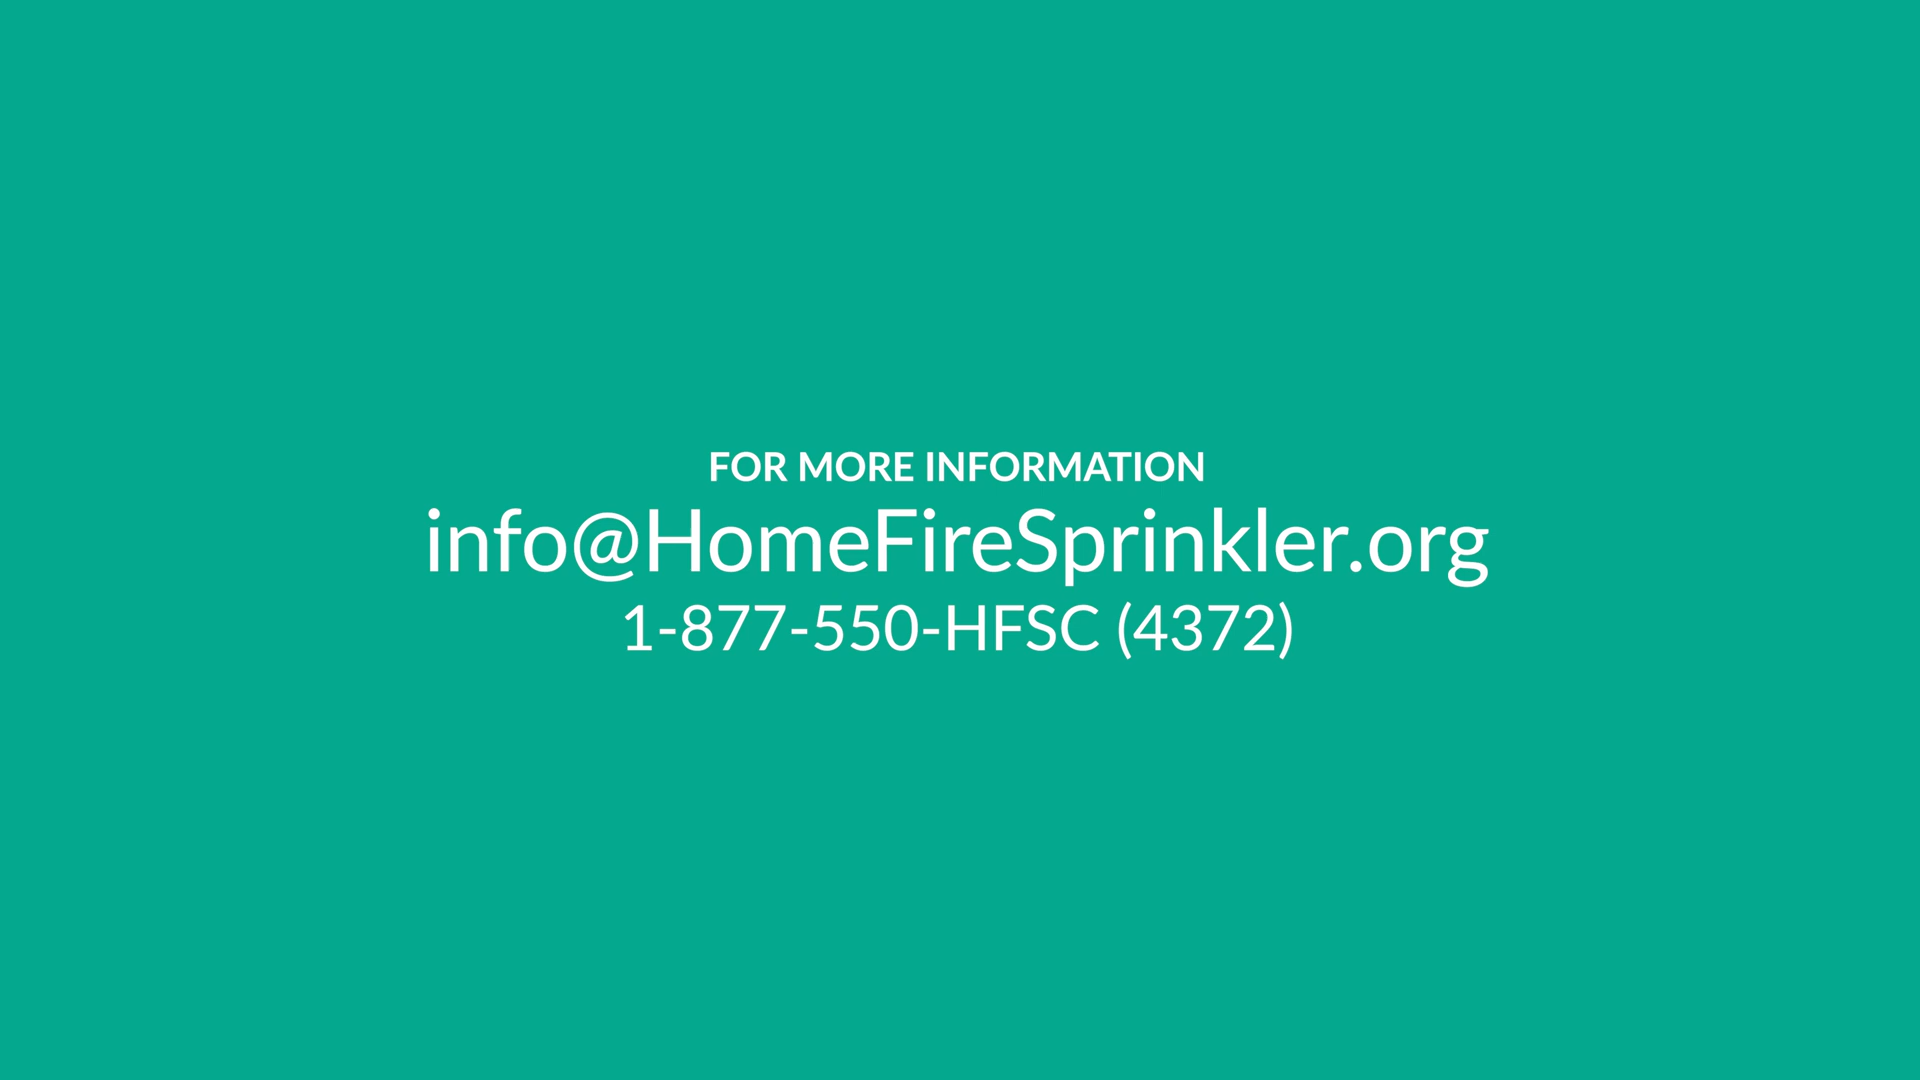 FOR MORE INFORMATION
info@HomeFireSprinkler.org
1-877-550-HFSC (4372)